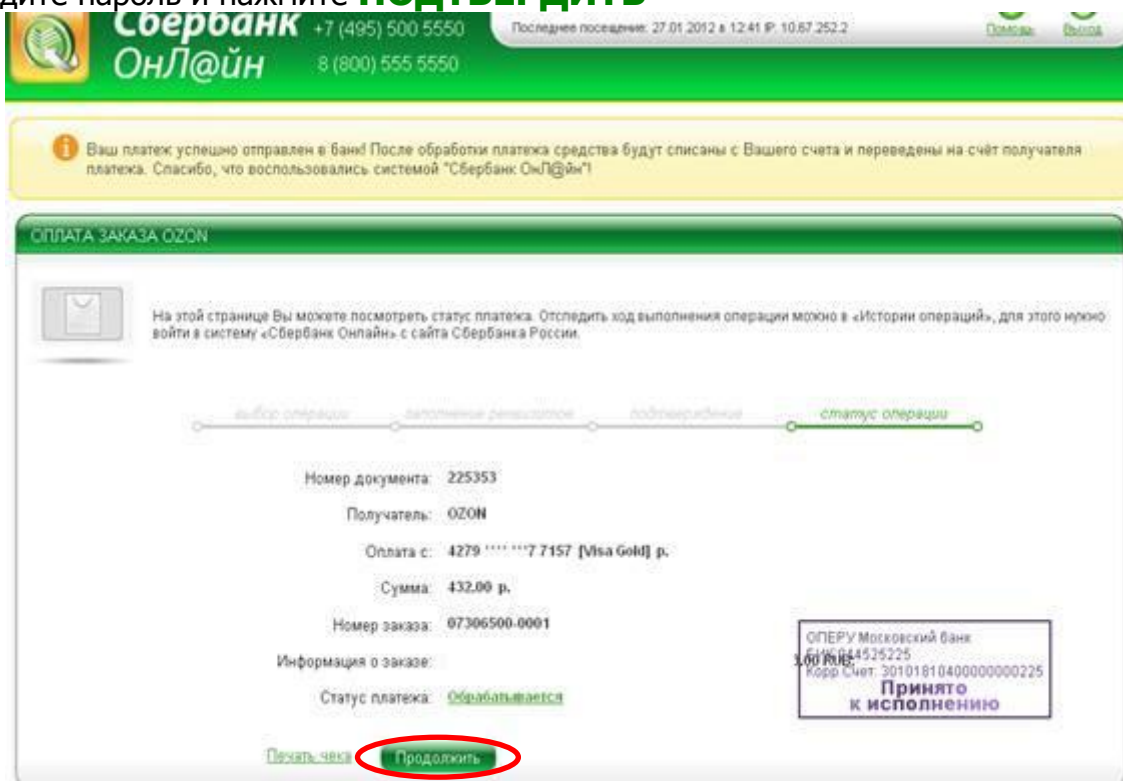 дите пароль и нажмите ПОДТВЕРДИТЬ
Сбербанк +7 (495) 500 5550 Последнее посещение: 27.01.2012 в 12:41 IP: 10.67.252.2 Помощь Выход
ОнЛ@йн 8 (800) 555 5550
Ваш платеж успешно отправлен в банк! После обработки платежа средства будут списаны с Вашего счета и переведены на счёт получателя
платежа. Спасибо, что воспользовались системой "Сбербанк ОнЛ@йн"!
ОПЛАТА ЗАКАЗА OZON
На этой странице Вы можете посмотреть статус платежа. Отследить ход выполнения операции можно в «Истории операций», для этого нужно
войти в систему «Сбербанк Онлайн» с сайта Сбербанка России.
выбор операции заполнение реквизитов подтверждение статус операции
Номер документа: 225353
Получатель: OZON
Оплата с: 4279 **** ***7 7157 [Visa Gold] р.
Сумма: 432.00 р.
Номер заказа: 07306500-0001
Информация о заказе:
Статус платежа: Обрабатывается
ОПЕРУ Московский банк
044525225
Корр Счет: 30101810400000000225
Принято
к исполнению
Печать чека Продолжить